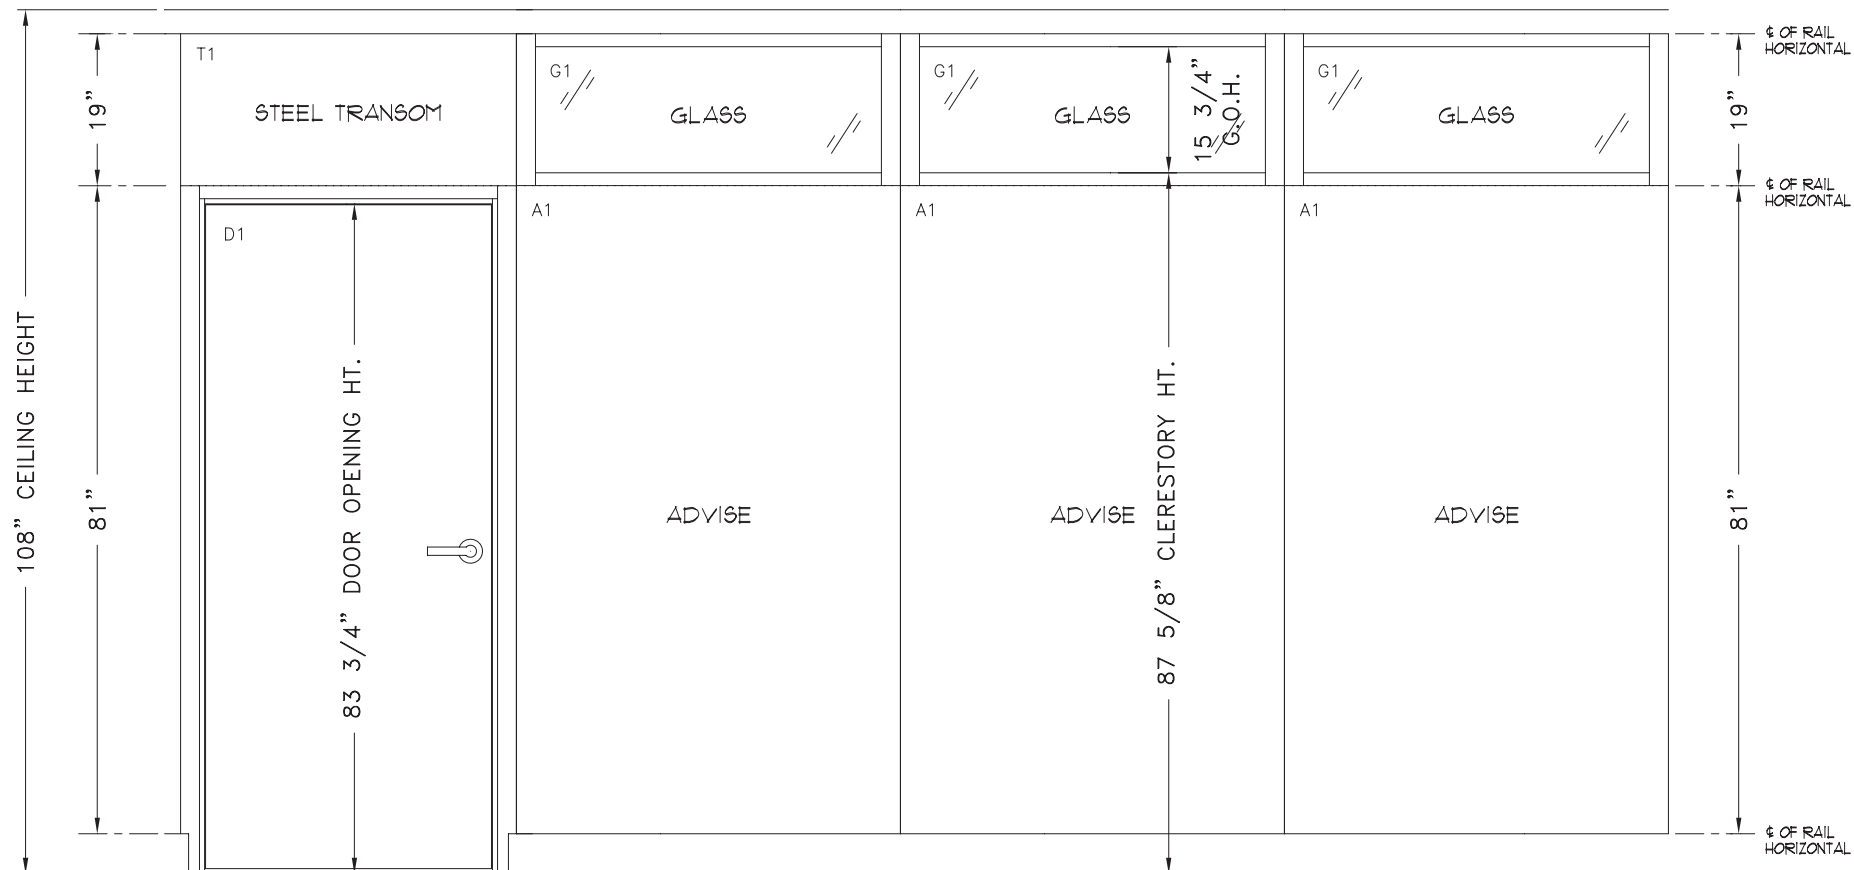 T1
STEEL TRANSOM
G1
GLASS
G1
GLASS
15 3/4”
G.O.H.
G1
GLASS
19”
19”
℄ OF RAIL
HORIZONTAL
℄ OF RAIL
HORIZONTAL
D1
A1
A1
A1
108” CEILING HEIGHT
81”
83 3/4” DOOR OPENING HT.
ADVISE
ADVISE
87 5/8” CLERESTORY HT.
ADVISE
81”
℄ OF RAIL
HORIZONTAL